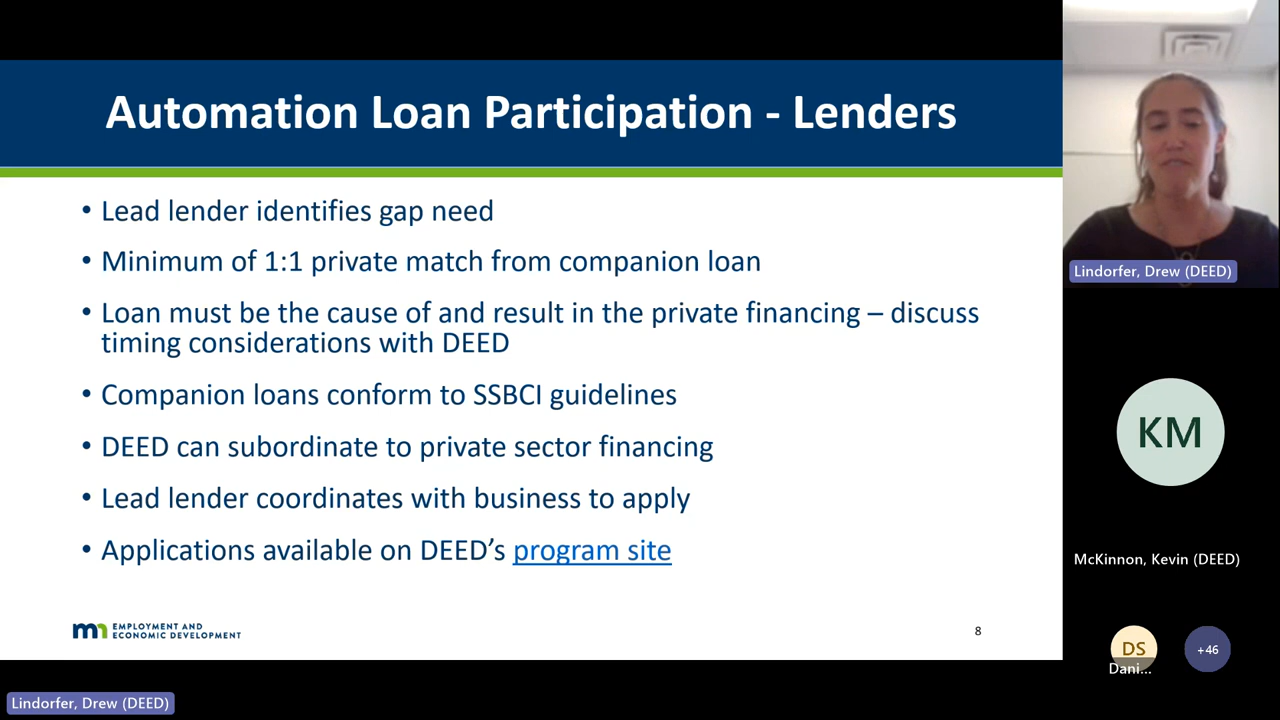 Automation Loan Participation - Lenders
• Lead lender identifies gap need
• Minimum of 1:1 private match from companion loan
• Loan must be the cause of and result in the private financing – discuss
timing considerations with DEED
• Companion loans conform to SSBCI guidelines
• DEED can subordinate to private sector financing
• Lead lender coordinates with business to apply
• Applications available on DEED’s program site
mn EMPLOYMENT AND
ECONOMIC DEVELOPMENT
8
Lindorfer, Drew (DEED)
KM
McKinnon, Kevin (DEED)
DS
Dani...
+46
Lindorfer, Drew (DEED)